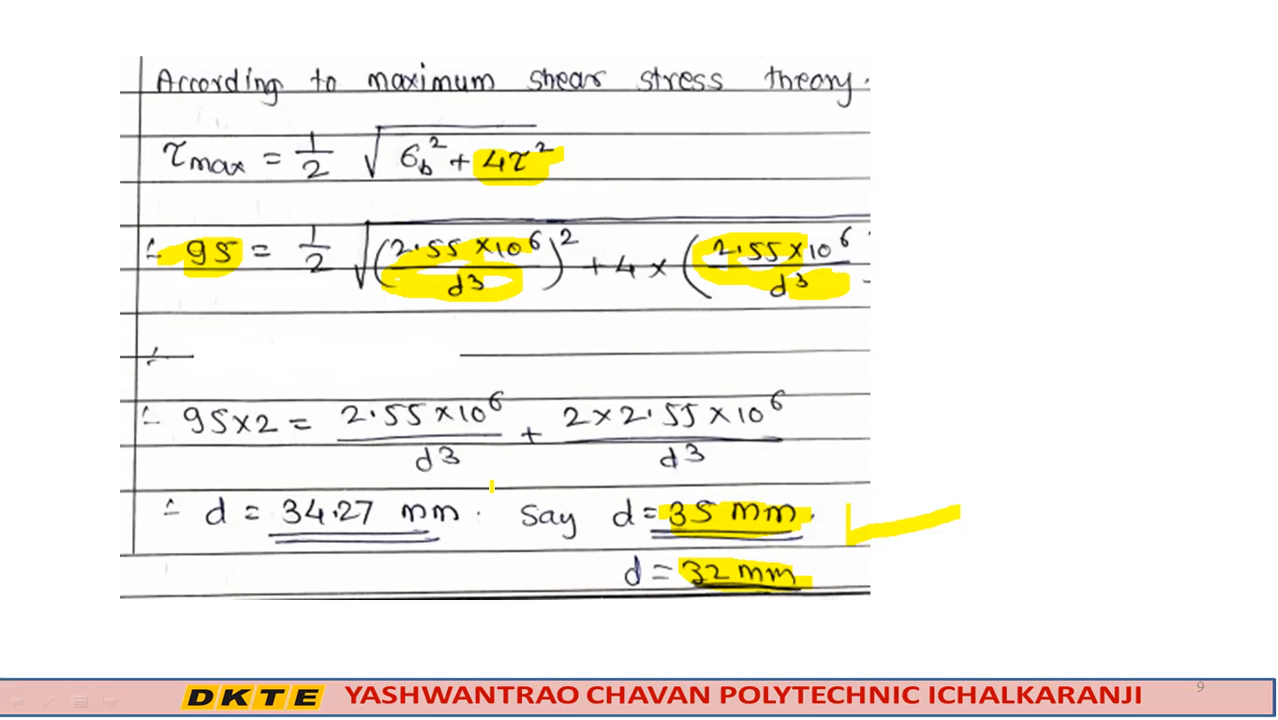 According to maximum shear stress theory.
τmax = 1/2 √ σb² + 4τ²
∴ 95 = 1/2 √ (2.55 × 10⁶ / d3)² + 4 × (2.55 × 10⁶ / d3
∴
∴ 95 × 2 = 2.55 × 10⁶ / d3 + 2 × 2.55 × 10⁶ / d3
∴ d = 34.27 mm. Say d = 35 mm.
d = 32 mm
DKTE YASHWANTRAO CHAVAN POLYTECHNIC ICHALKARANJI
9